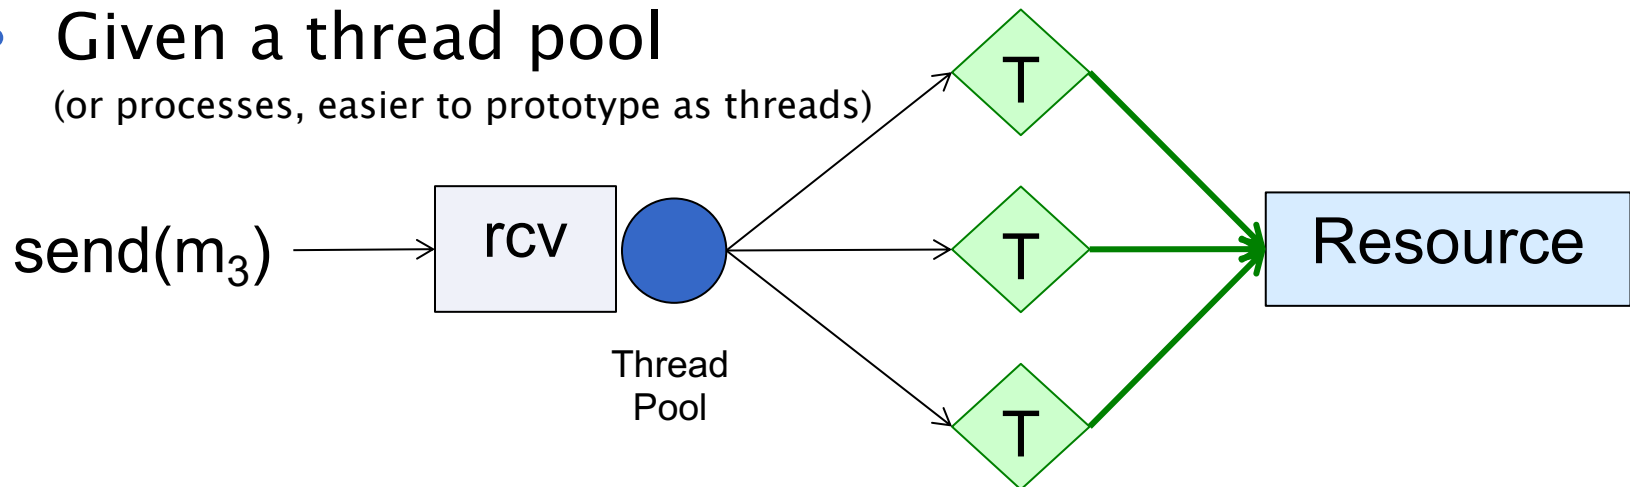 • Given a thread pool
(or processes, easier to prototype as threads)
T
send(m₃)
rcv
T
Resource
Thread
Pool
T